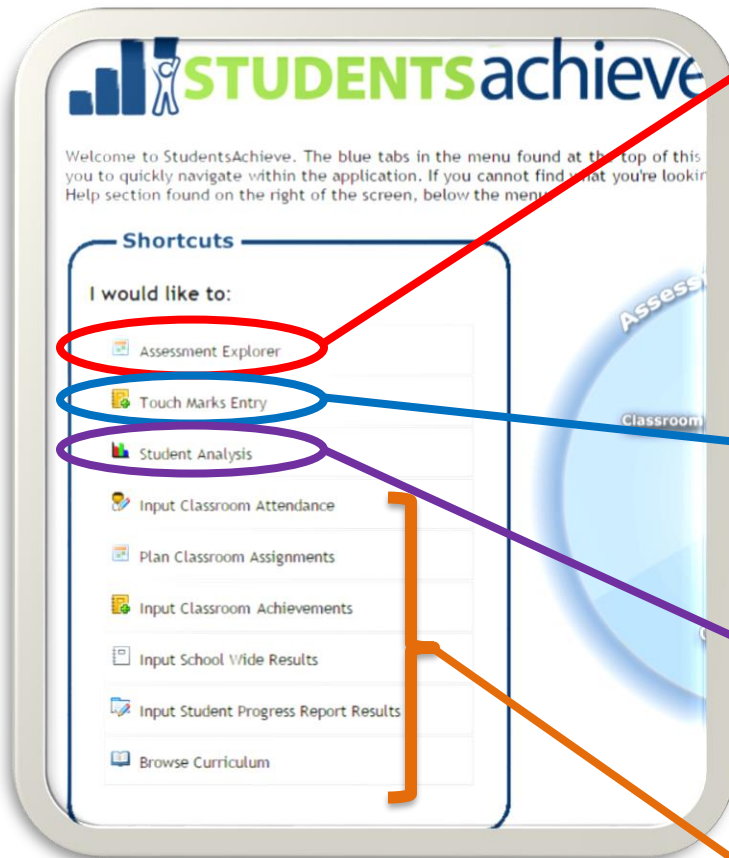 STUDENTSachieve
Welcome to StudentsAchieve. The blue tabs in the menu found at the top of this
you to quickly navigate within the application. If you cannot find what you're
Help section found on the right of the screen, below the menu
Shortcuts
I would like to:
Assessment Explorer
Touch Marks Entry
Student Analysis
Input Classroom Attendance
Plan Classroom Assignments
Input Classroom Achievements
Input School Wide Results
Input Student Progress Report Results
Browse Curriculum
Classroom